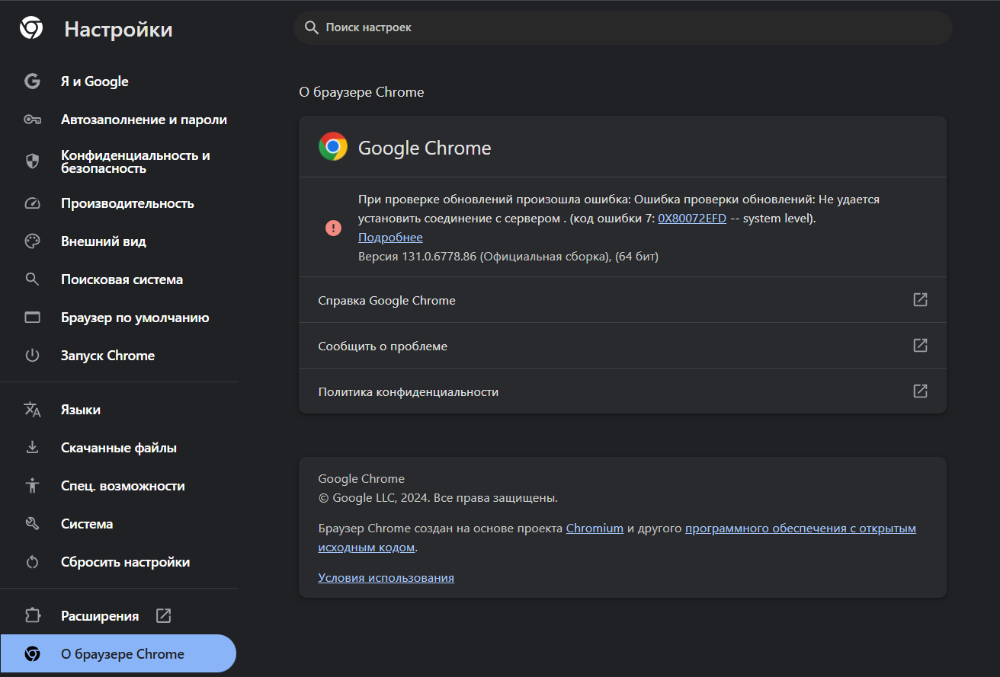 Настройки
Поиск настроек
Я и Google
Автозаполнение и пароли
Конфиденциальность и
безопасность
Производительность
Внешний вид
Поисковая система
Браузер по умолчанию
Запуск Chrome
Языки
Скачанные файлы
Спец. возможности
Система
Сбросить настройки
Расширения
О браузере Chrome
О браузере Chrome
Google Chrome
При проверке обновлений произошла ошибка: Ошибка проверки обновлений: Не удается
установить соединение с сервером . (код ошибки 7: 0X80072EFD -- system level).
Подробнее
Версия 131.0.6778.86 (Официальная сборка), (64 бит)
Справка Google Chrome
Сообщить о проблеме
Политика конфиденциальности
Google Chrome
© Google LLC, 2024. Все права защищены.
Браузер Chrome создан на основе проекта Chromium и другого программного обеспечения с открытым
исходным кодом.
Условия использования